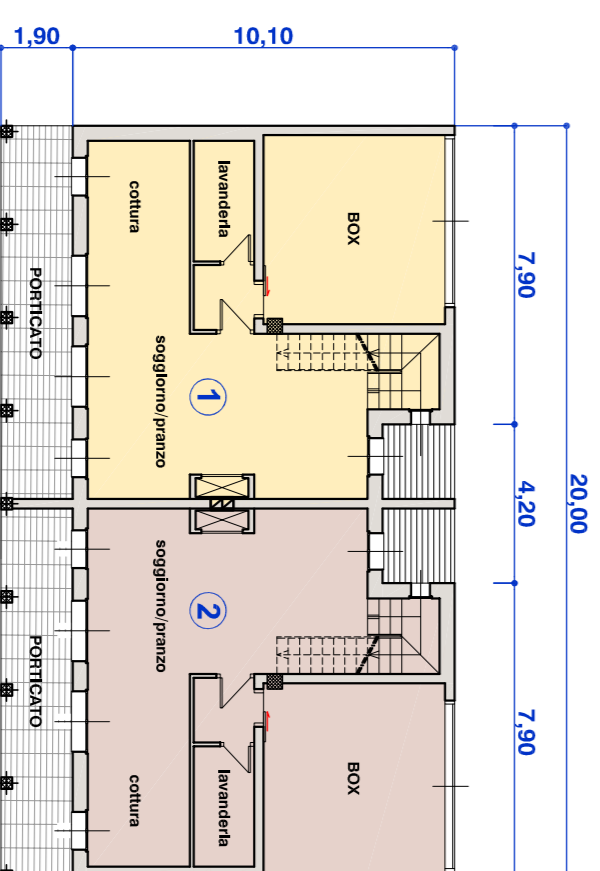 1,90
10,10
cottura
lavanderia
BOX
7,90
PORTICATO
soggiorno/pranzo
1
4,20
20,00
soggiorno/pranzo
2
PORTICATO
7,90
cottura
lavanderia
BOX